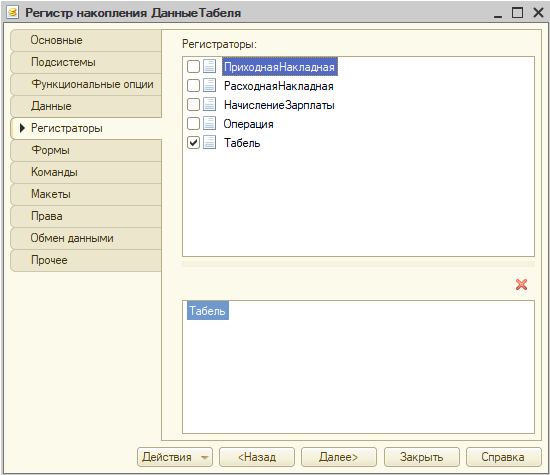 Регистр накопления ДанныеТабеля
Основные
Подсистемы
Функциональные опции
Данные
Регистраторы
Формы
Команды
Макеты
Права
Обмен данными
Прочее
Регистраторы:
ПриходнаяНакладная
РасходнаяНакладная
НачислениеЗарплаты
Операция
Табель
Табель
Действия
<Назад
Далее>
Закрыть
Справка